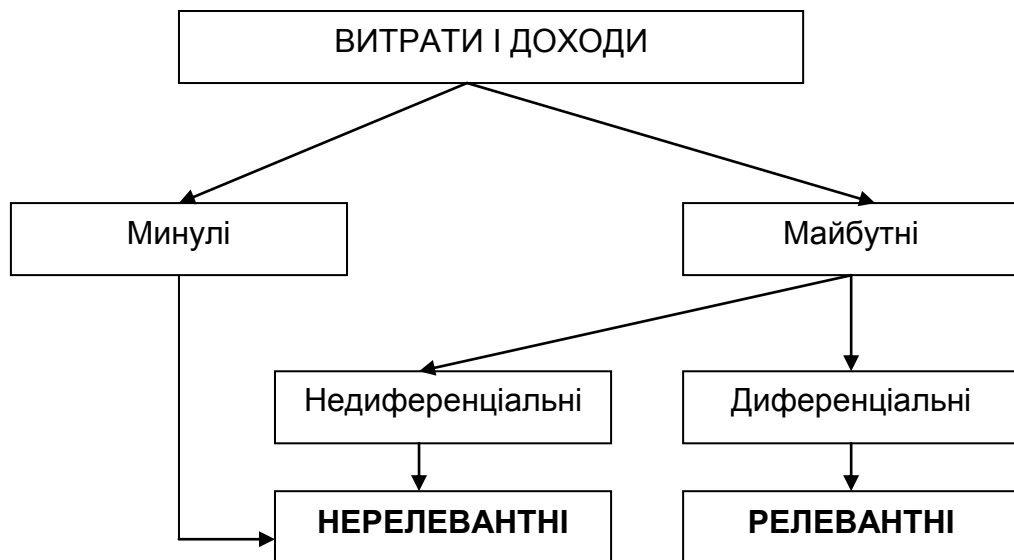 ВИТРАТИ І ДОХОДИ
Минулі
Майбутні
Недиференціальні
Диференціальні
НЕРЕЛЕВАНТНІ
РЕЛЕВАНТНІ